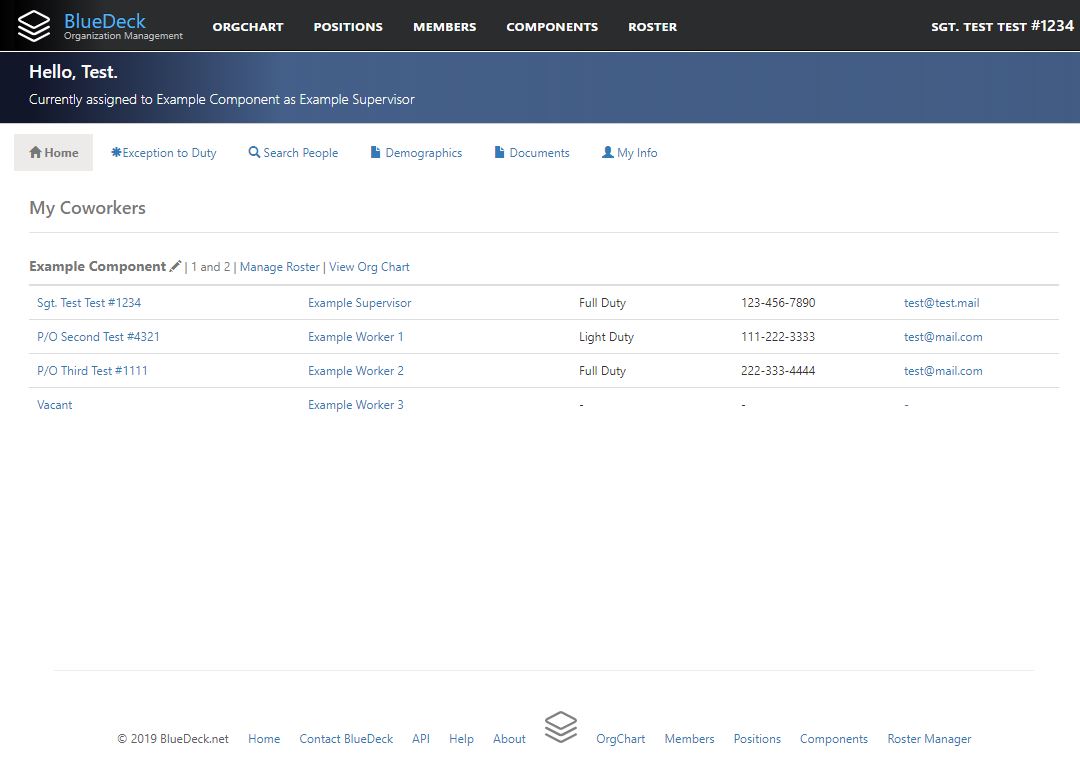 BlueDeck
Organization Management
ORGCHART POSITIONS MEMBERS COMPONENTS ROSTER SGT. TEST TEST #1234
Hello, Test.
Currently assigned to Example Component as Example Supervisor
Home Exception to Duty Search People Demographics Documents My Info
My Coworkers
Example Component | 1 and 2 | Manage Roster | View Org Chart
Sgt. Test Test #1234 Example Supervisor Full Duty 123-456-7890 test@test.mail
P/O Second Test #4321 Example Worker 1 Light Duty 111-222-3333 test@mail.com
P/O Third Test #1111 Example Worker 2 Full Duty 222-333-4444 test@mail.com
Vacant Example Worker 3 - - -
© 2019 BlueDeck.net Home Contact BlueDeck API Help About OrgChart Members Positions Components Roster Manager